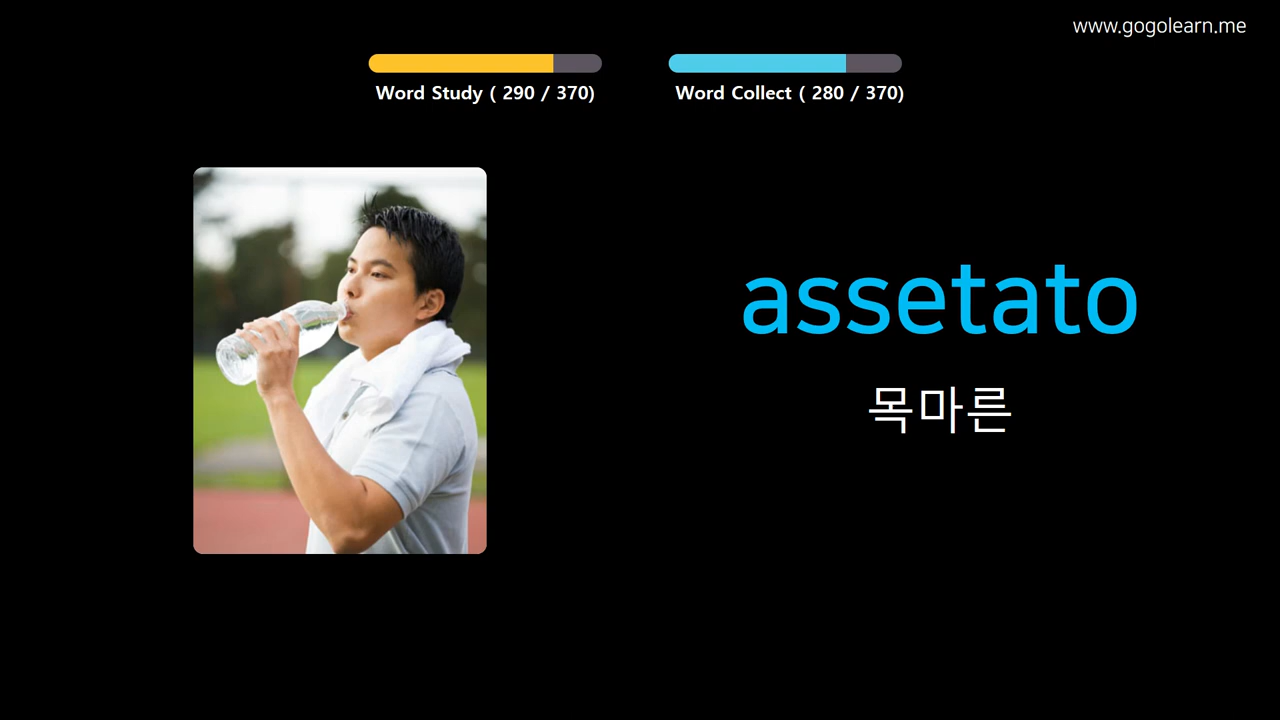 www.gogolearn.me
Word Study ( 290 / 370)
Word Collect ( 280 / 370)
assetato
목마른